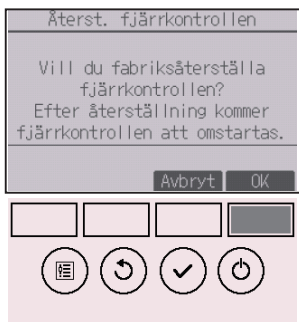 Återst. fjärrkontrollen
Vill du fabriksåterställa
fjärrkontrollen?
Efter återställning kommer
fjärrkontrollen att omstartas.
Avbryt OK